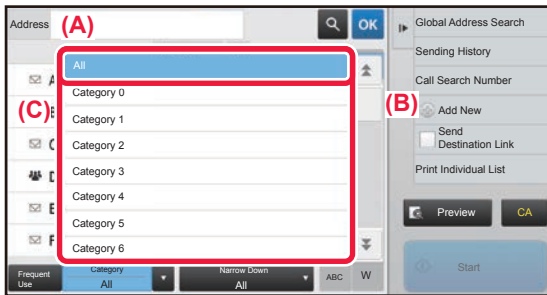 Address
(A)
OK
Global Address Search
All
Sending History
A
Category 0
Call Search Number
(C)
Category 1
(B)
Add New
C
Category 2
Send
Destination Link
D
Category 3
Print Individual List
E
Category 4
Category 5
Preview
CA
F
Category 6
Frequent
Use
Category
All
Narrow Down
All
ABC
W
Start